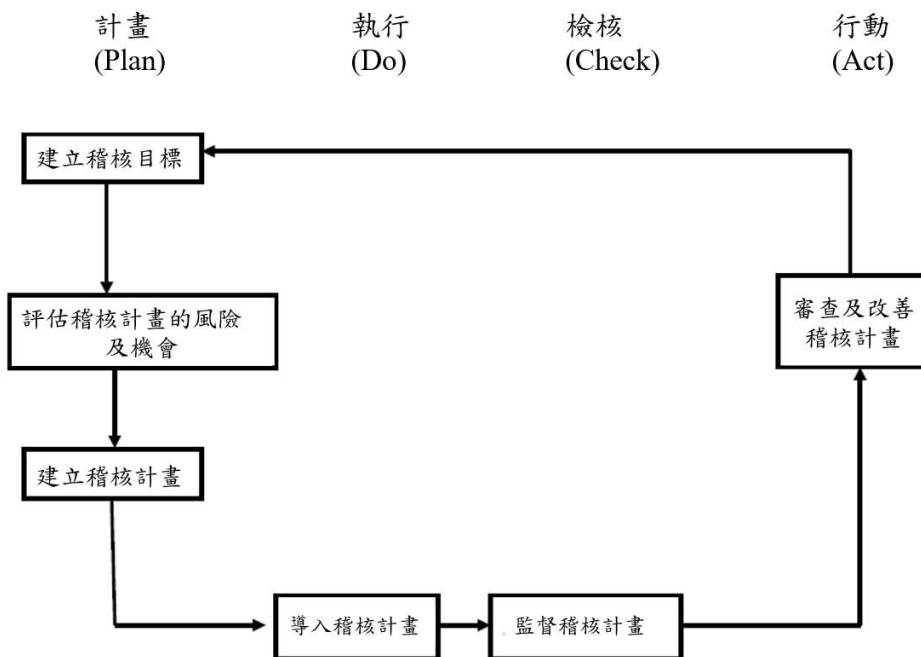 計畫
(Plan)
執行
(Do)
檢核
(Check)
行動
(Act)
建立稽核目標
評估稽核計畫的風險
及機會
建立稽核計畫
導入稽核計畫
監督稽核計畫
審查及改善
稽核計畫